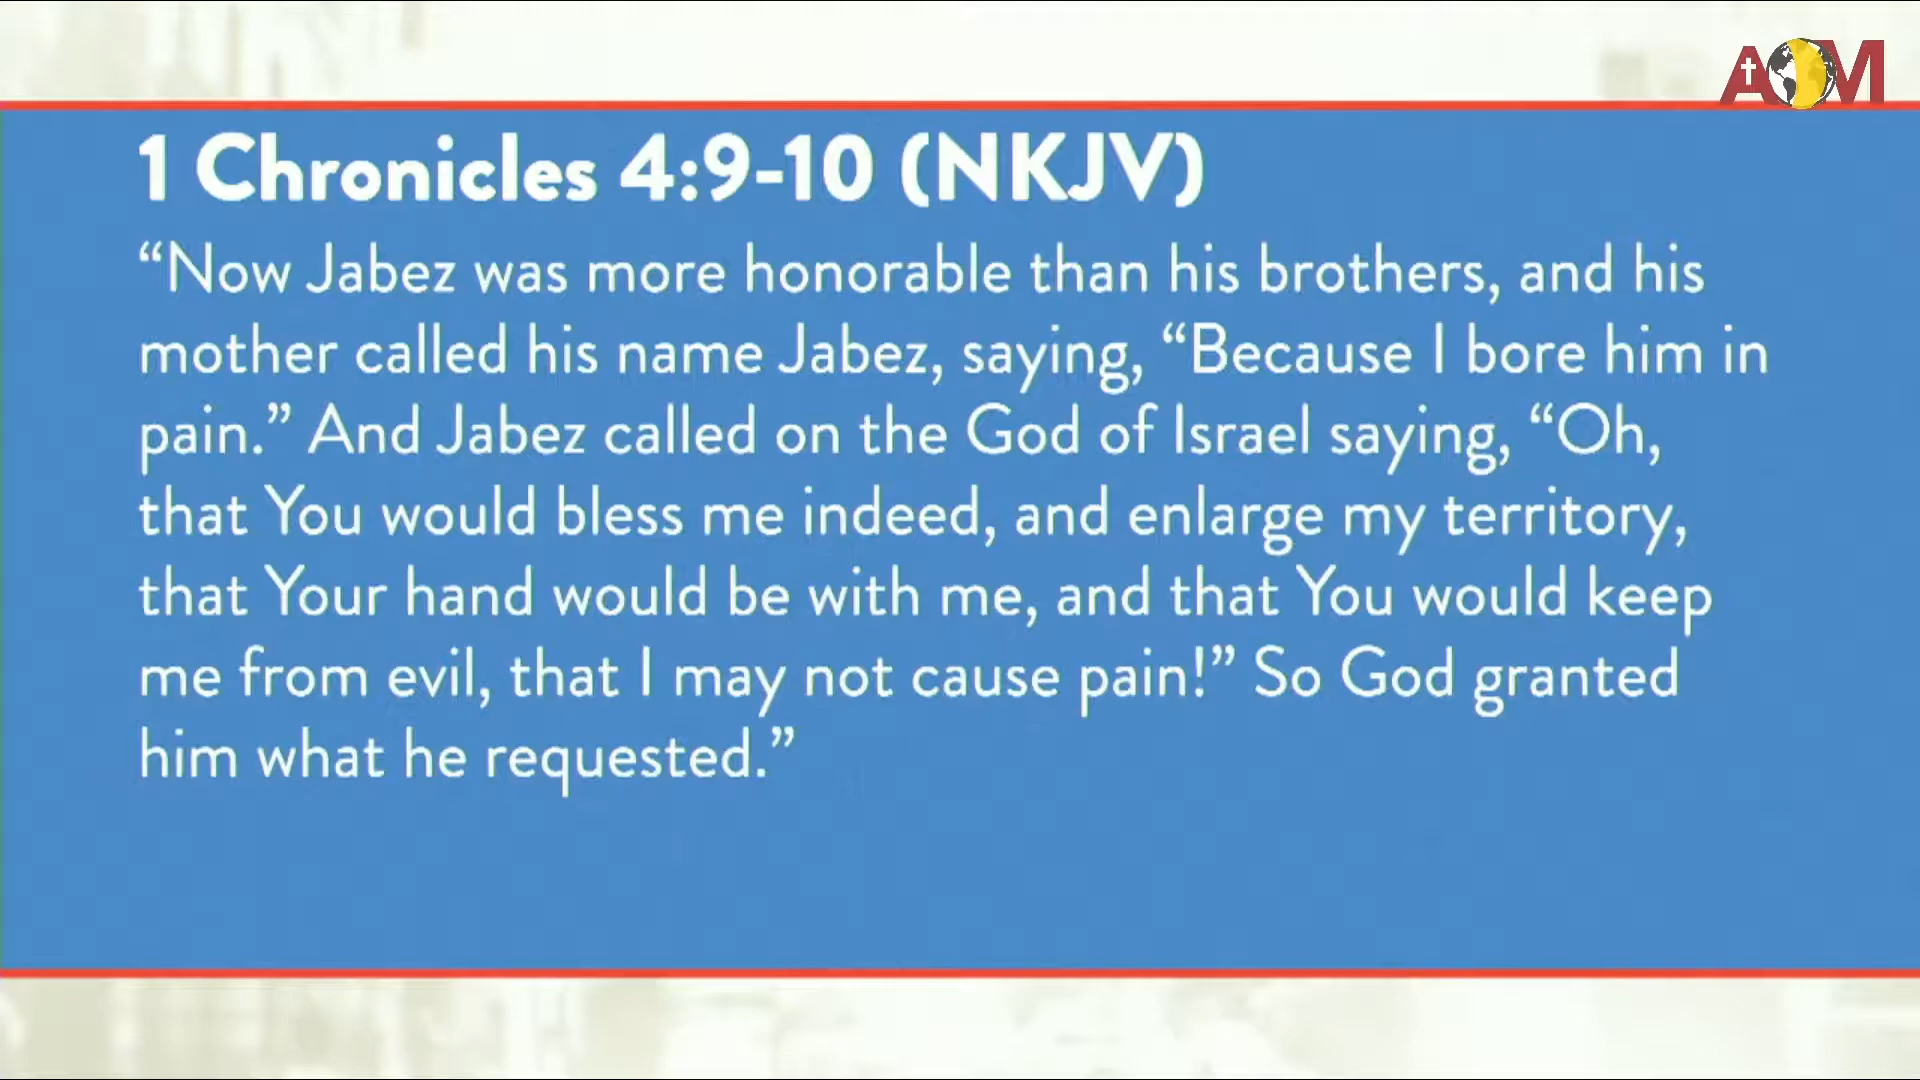 AOM
1 Chronicles 4:9-10 (NKJV)
“Now Jabez was more honorable than his brothers, and his
mother called his name Jabez, saying, “Because I bore him in
pain.” And Jabez called on the God of Israel saying, “Oh,
that You would bless me indeed, and enlarge my territory,
that Your hand would be with me, and that You would keep
me from evil, that I may not cause pain!” So God granted
him what he requested.”